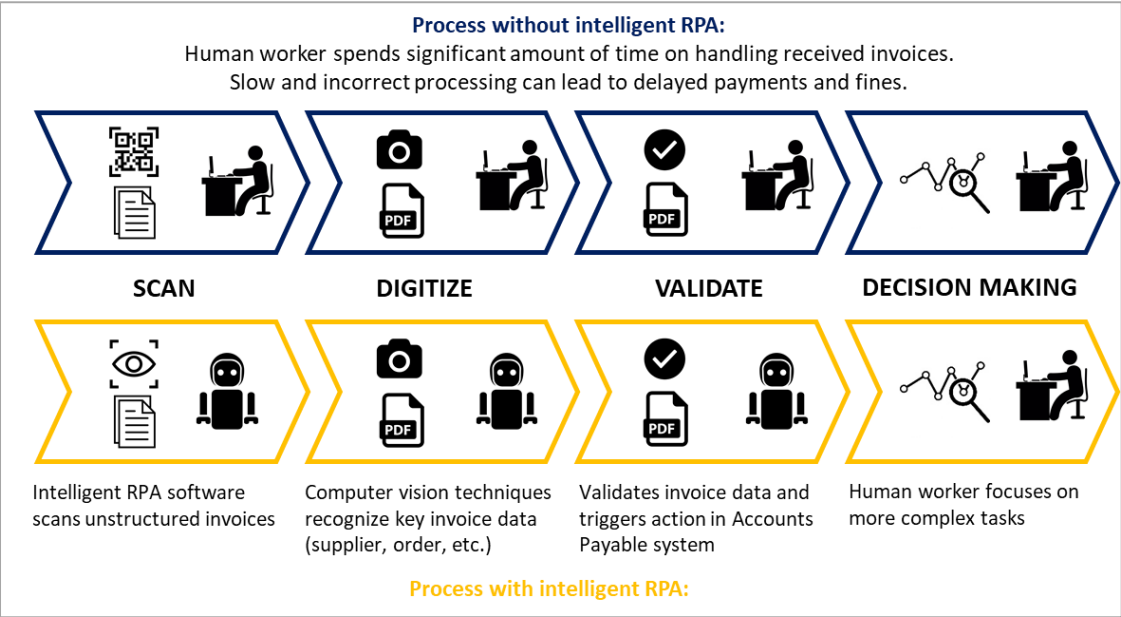 Process without intelligent RPA:
Human worker spends significant amount of time on handling received invoices.
Slow and incorrect processing can lead to delayed payments and fines.
PDF
PDF
SCAN
DIGITIZE
VALIDATE
DECISION MAKING
PDF
PDF
Intelligent RPA software
scans unstructured invoices
Computer vision techniques
recognize key invoice data
(supplier, order, etc.)
Validates invoice data and
triggers action in Accounts
Payable system
Human worker focuses on
more complex tasks
Process with intelligent RPA: